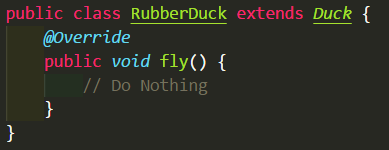 public class RubberDuck extends Duck {
    @Override
    public void fly() {
        // Do Nothing
    }
}